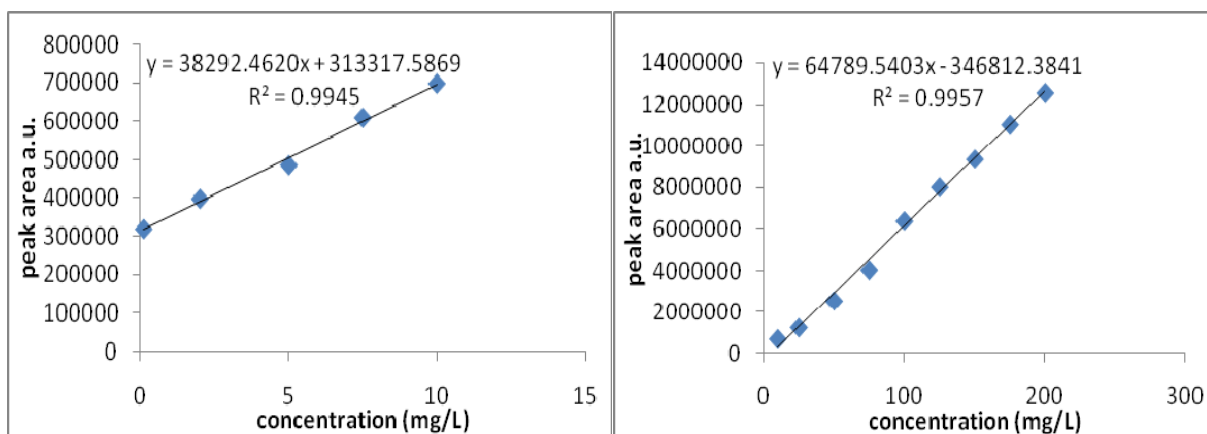 y = 38292.4620x + 313317.5869
R² = 0.9945
800000
700000
600000
500000
400000
300000
200000
100000
0
peak area a.u.
0 5 10 15
concentration (mg/L)
y = 64789.5403x - 346812.3841
R² = 0.9957
14000000
12000000
10000000
8000000
6000000
4000000
2000000
0
peak area a.u.
0 100 200 300
concentration (mg/L)